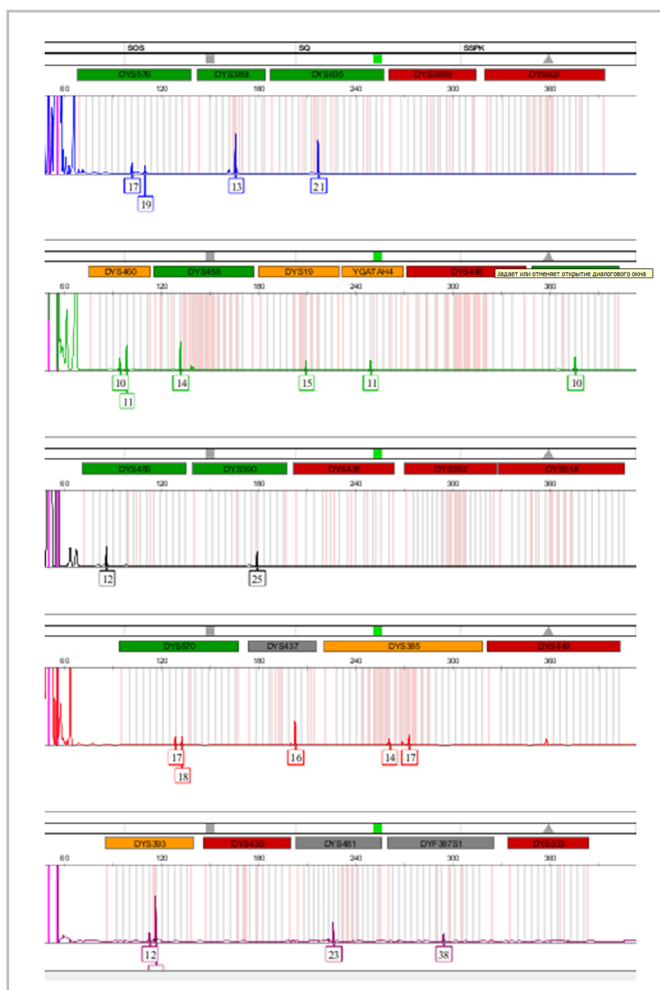 SOS SQ SSPK
DYS576 DYS389I DYS635 DYS389II DYS627
60 120 180 240 300 360
17 13 21
19
DYS460 DYS458 DYS19 YGATAH4 DYS448
Задает или отменяет открытие диалогового окна
60 120 180 240 300 360
10 14 15 11 10
11
DYS456 DYS390 DYS438 DYS392 DYS518
60 120 180 240 300 360
12 25
DYS570 DYS437 DYS385 DYS449
60 120 180 240 300 360
17 16 14 17
18
DYS393 DYS439 DYS481 DYF387S1 DYS533
60 120 180 240 300 360
12 23 38